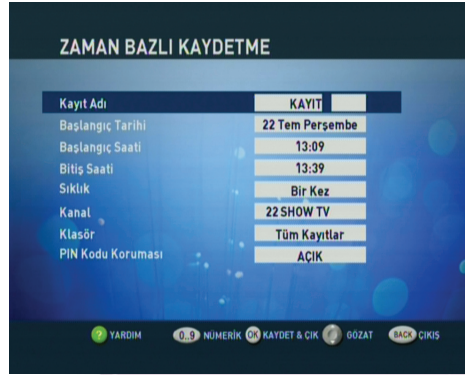 ZAMAN BAZLI KAYDETME
Kayıt Adı KAYIT
Başlangıç Tarihi 22 Tem Perşembe
Başlangıç Saati 13:09
Bitiş Saati 13:39
Sıklık Bir Kez
Kanal 22 SHOW TV
Klasör Tüm Kayıtlar
PIN Kodu Koruması AÇIK
? YARDIM 0..9 NÜMERİK OK KAYDET & ÇIK GÖZAT BACK ÇIKIŞ